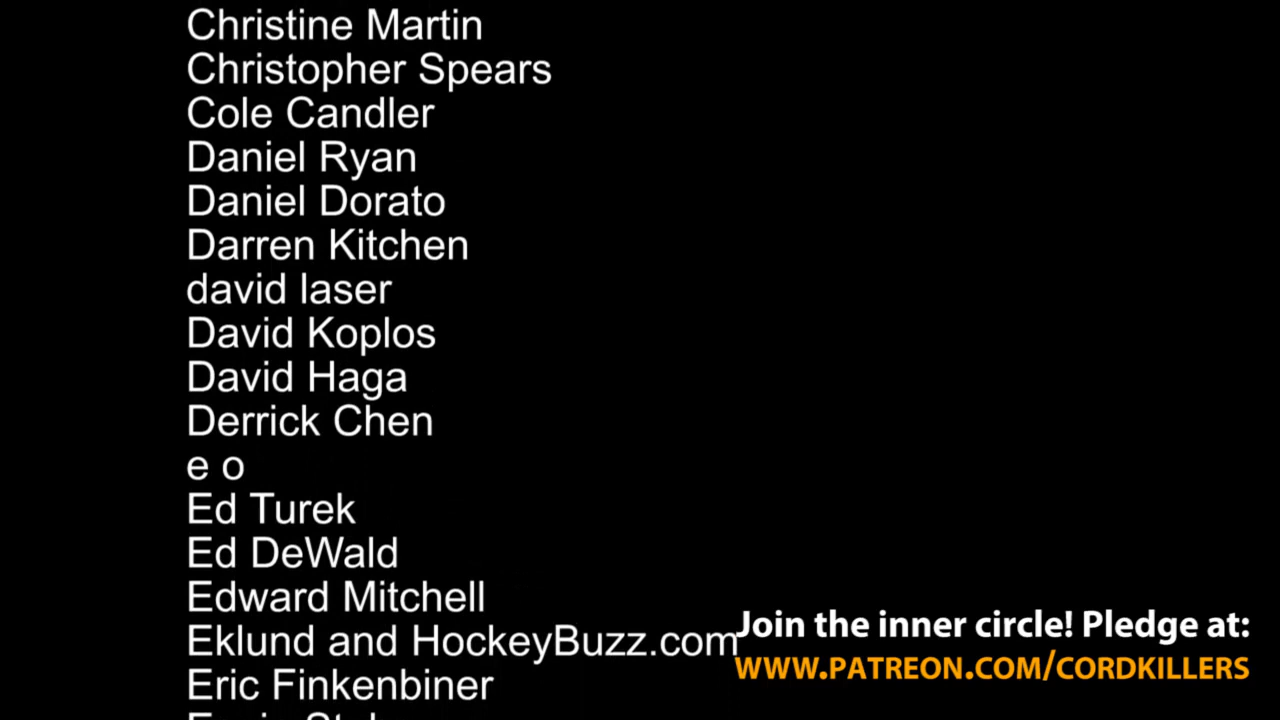 Christine Martin
Christopher Spears
Cole Candler
Daniel Ryan
Daniel Dorato
Darren Kitchen
david laser
David Koplos
David Haga
Derrick Chen
e o
Ed Turek
Ed DeWald
Edward Mitchell
Eklund and HockeyBuzz.com
Eric Finkenbiner
Join the inner circle! Pledge at:
WWW.PATREON.COM/CORDKILLERS